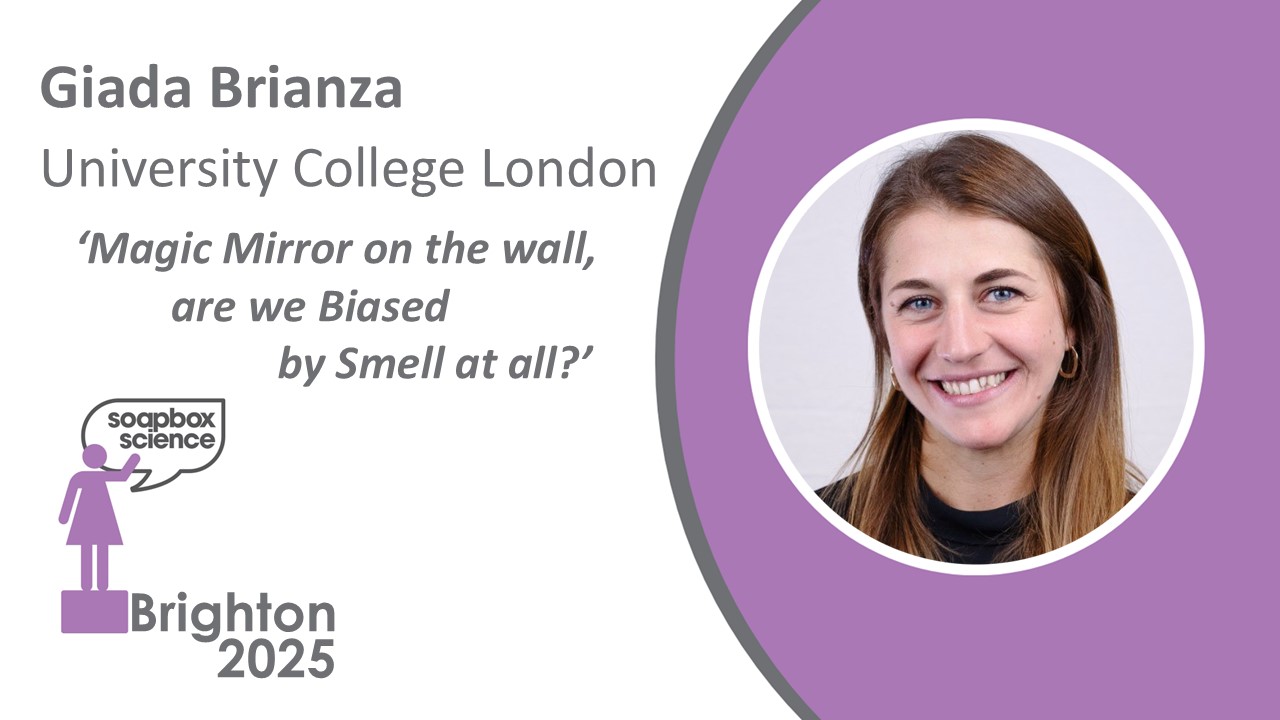 Giada Brianza
University College London
‘Magic Mirror on the wall,
are we Biased
by Smell at all?’
soapbox
science
Brighton
2025